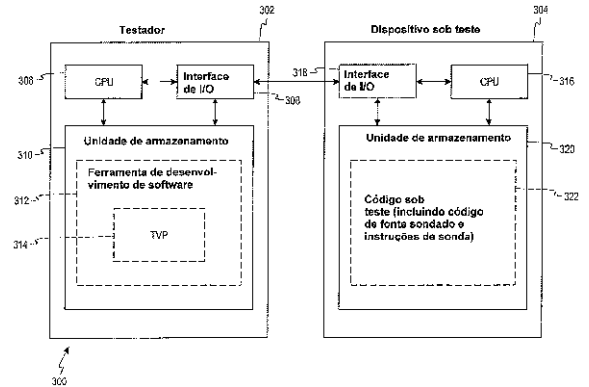 302
304
Testador
Dispositivo sob teste
308
CPU
Interface
de I/O
306
318
Interface
de I/O
CPU
316
310
Unidade de armazenamento
Ferramenta de desenvol-
vimento de software
312
314
TVP
Unidade de armazenamento
320
322
Código sob
teste (incluindo código
de fonte sondado e
instruções de sonda)
300